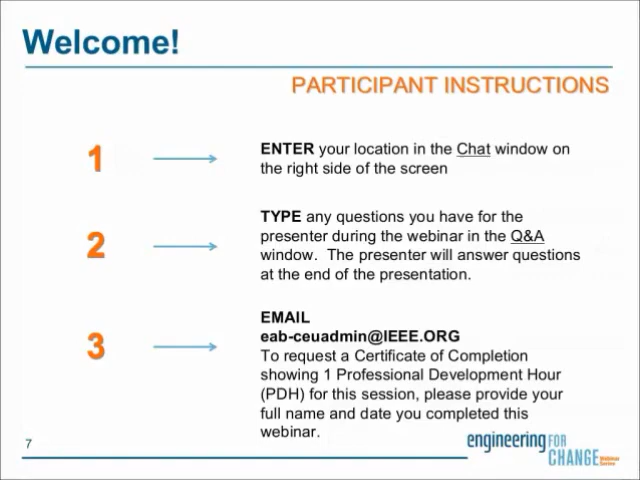 Welcome!
PARTICIPANT INSTRUCTIONS
1
ENTER your location in the Chat window on
the right side of the screen
2
TYPE any questions you have for the
presenter during the webinar in the Q&A
window.  The presenter will answer questions
at the end of the presentation.
3
EMAIL
eab-ceuadmin@IEEE.ORG
To request a Certificate of Completion
showing 1 Professional Development Hour
(PDH) for this session, please provide your
full name and date you completed this
webinar.
7
engineering FOR
CHANGE Webinar
Series